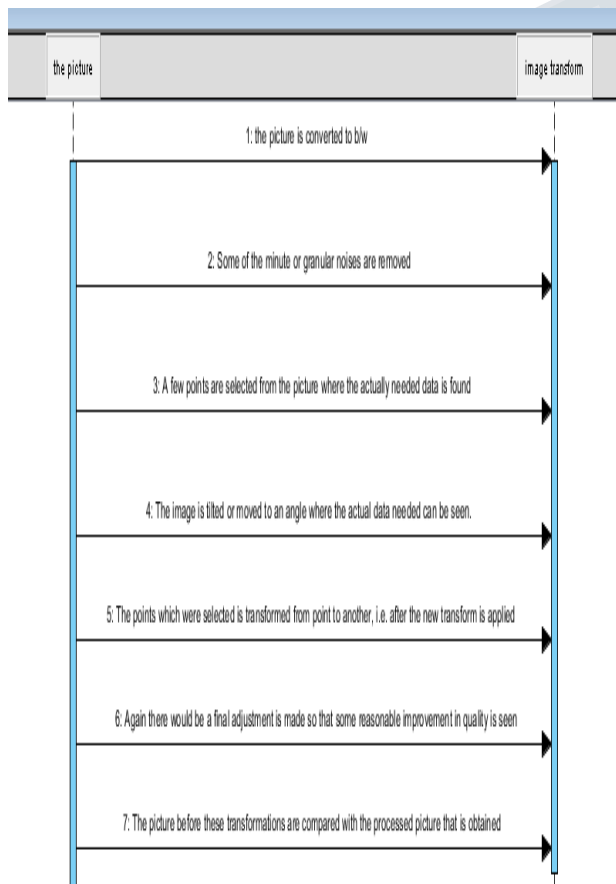 the picture
image transform
1: the picture is converted to b/w
2: Some of the minute or granular noises are removed
3: A few points are selected from the picture where the actually needed data is found
4: The image is tilted or moved to an angle where the actual data needed can be seen.
5: The points which were selected is transformed from point to another, i.e. after the new transform is applied
6: Again there would be a final adjustment is made so that some reasonable improvement in quality is seen
7: The picture before these transformations are compared with the processed picture that is obtained